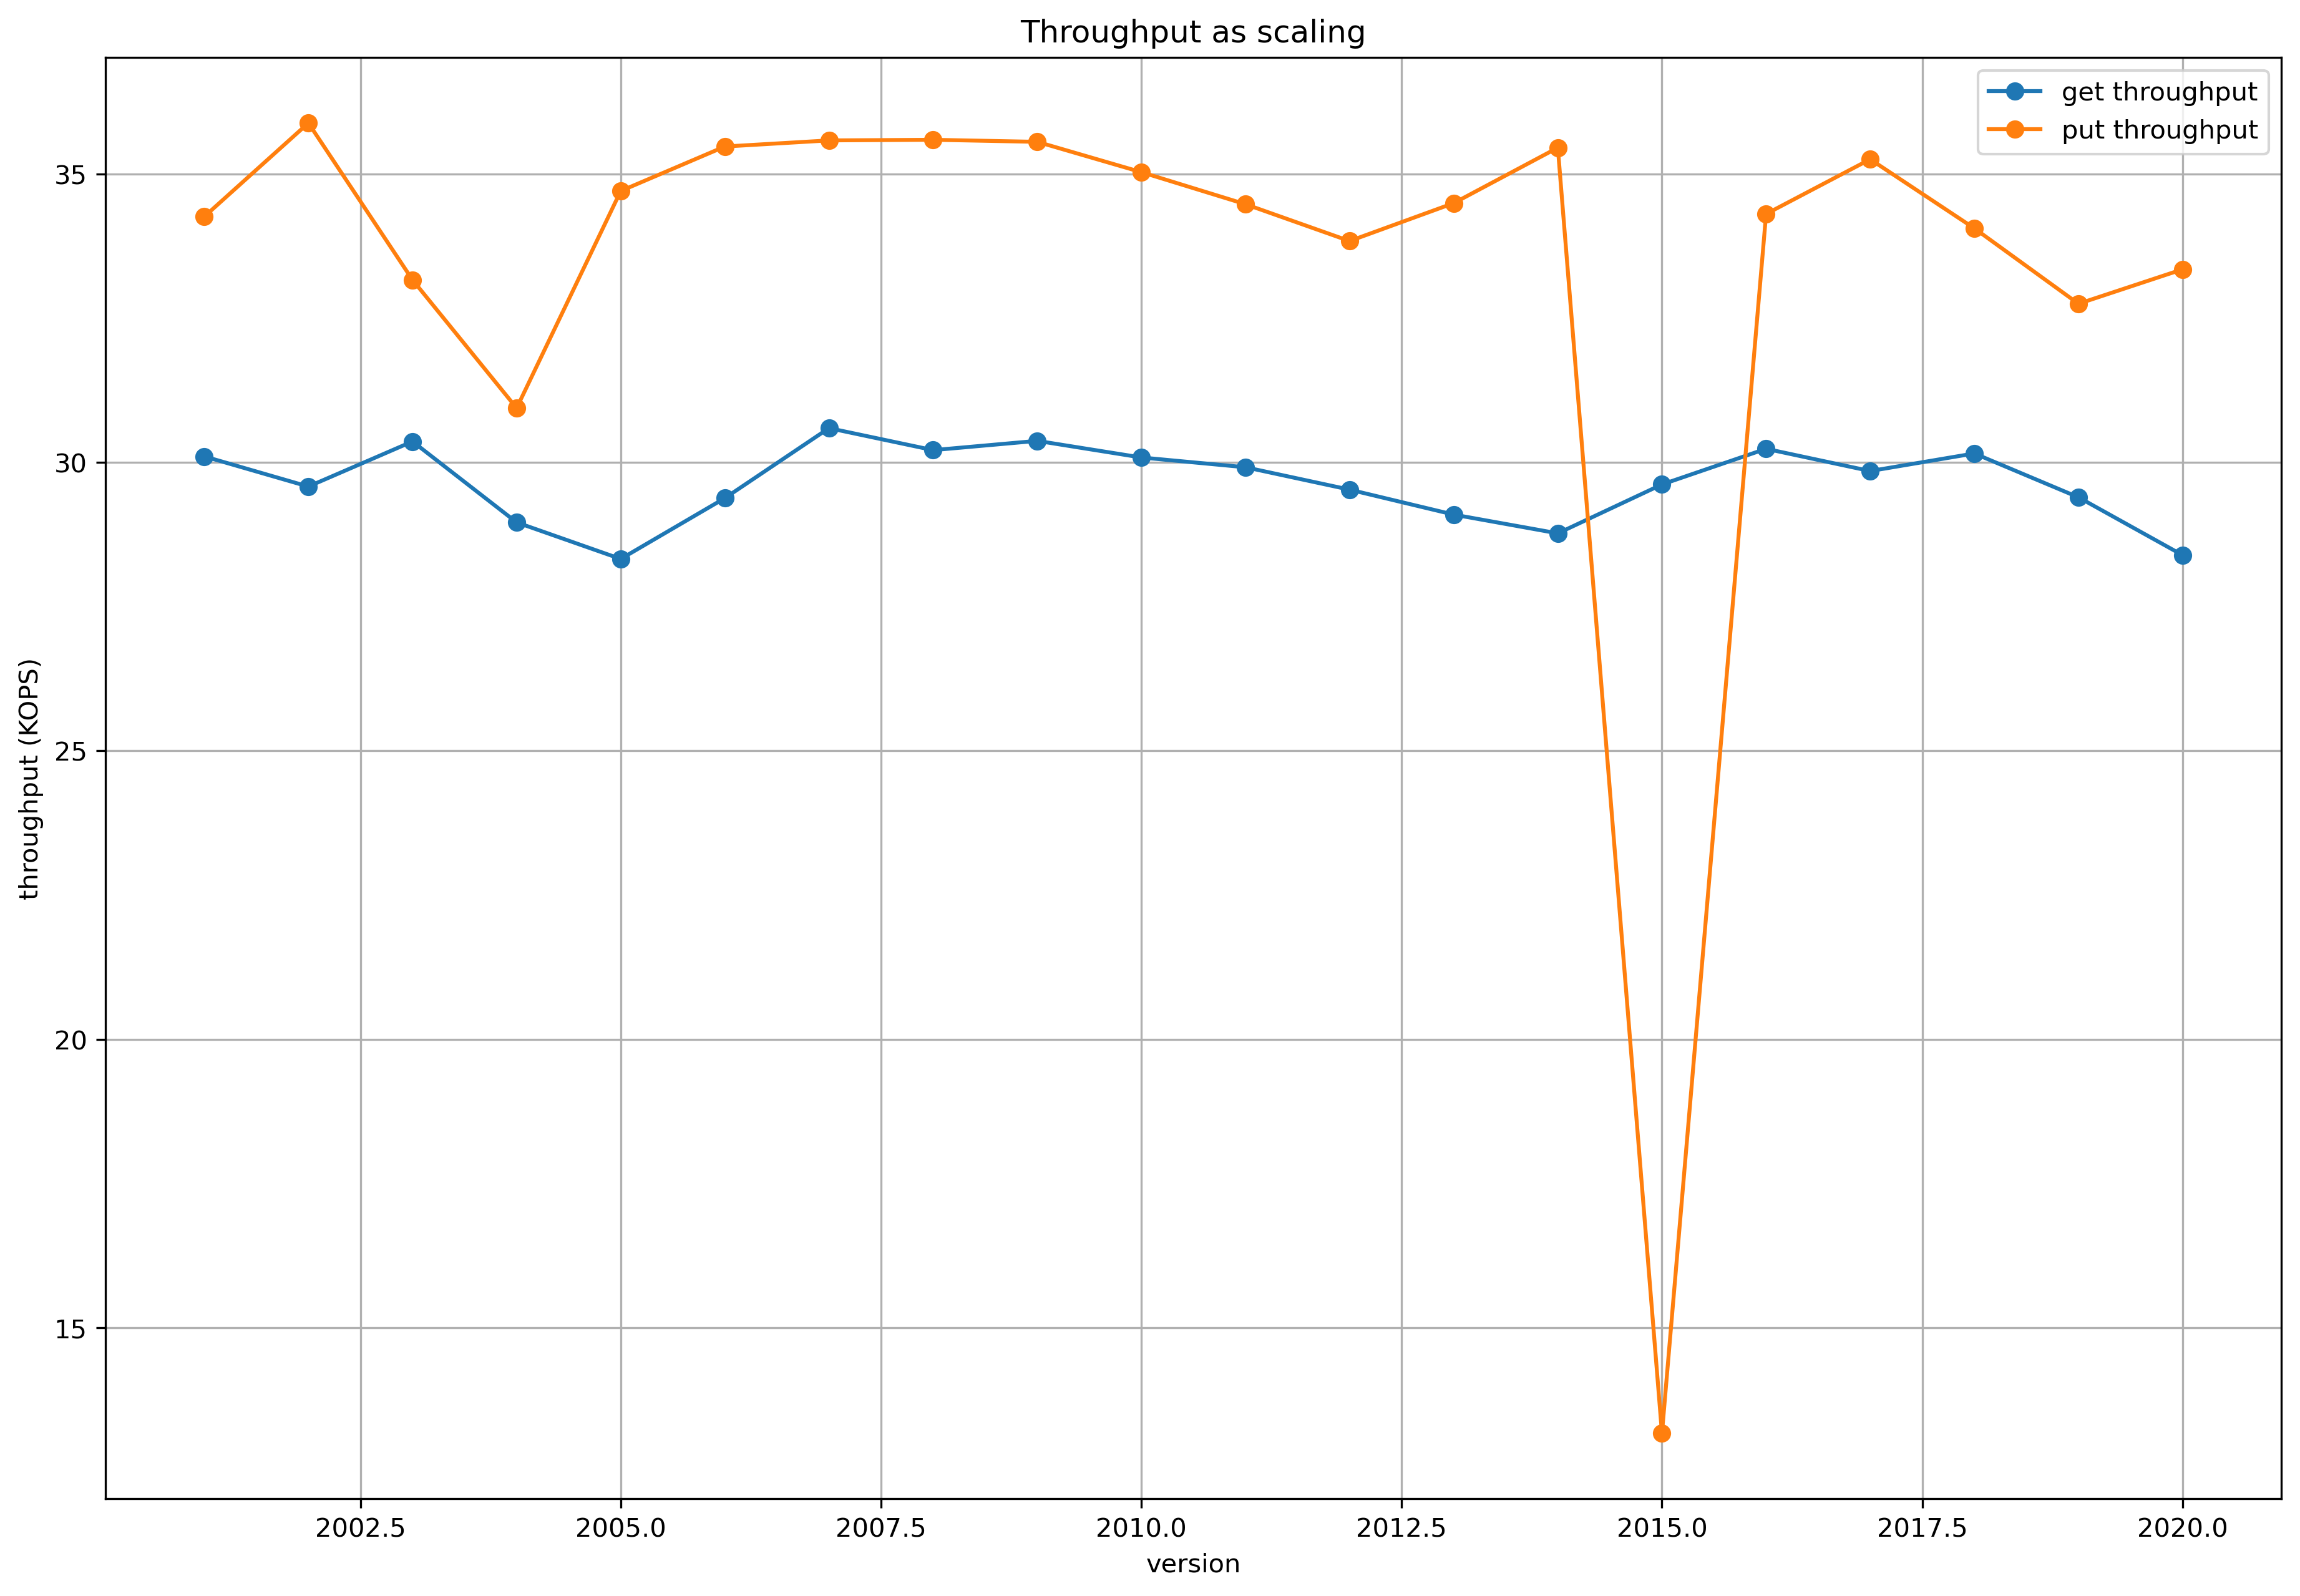 Throughput as scaling
get throughput
put throughput
throughput (KOPS)
35
30
25
20
15
2002.5 2005.0 2007.5 2010.0 2012.5 2015.0 2017.5 2020.0
version